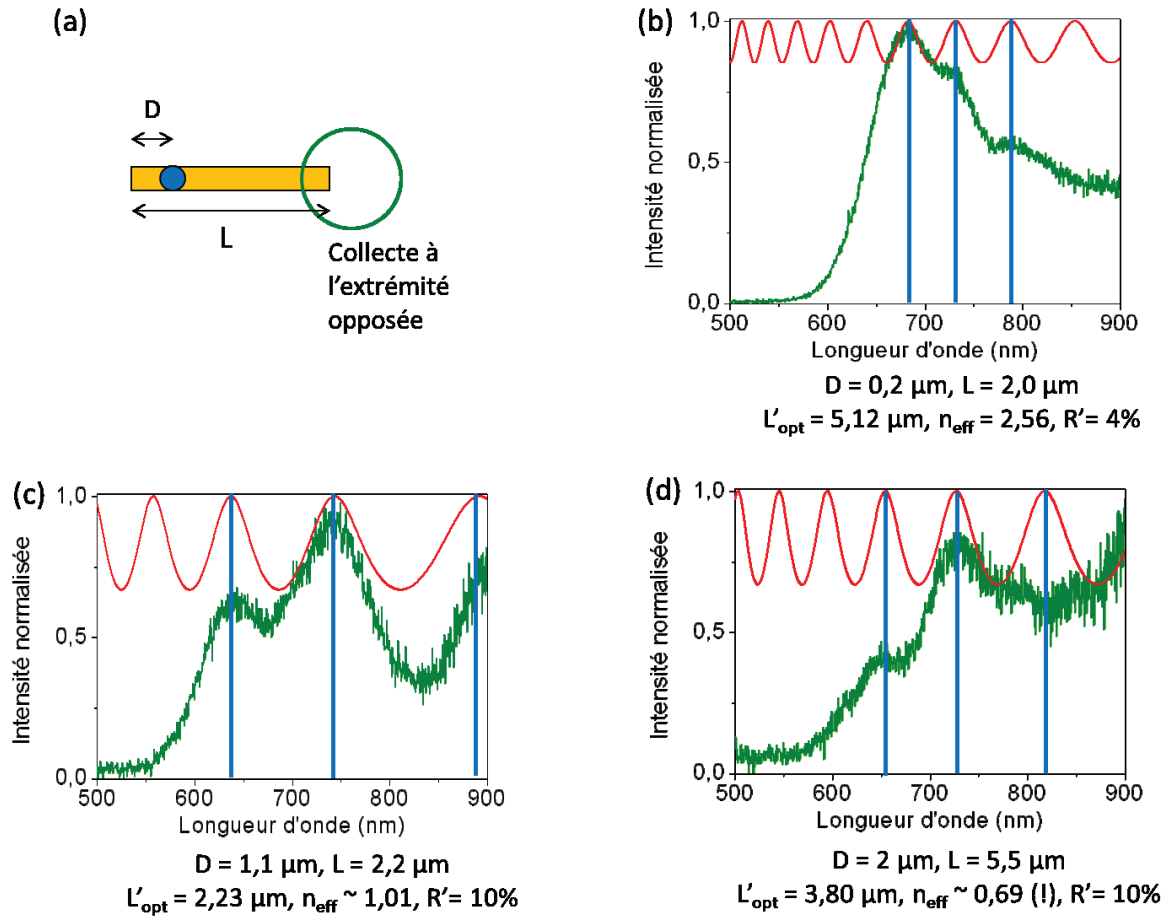 (a)
D
L
Collecte à
l'extrémité
opposée
(b)
Intensité normalisée
1,0
0,5
0,0
500 600 700 800 900
Longueur d'onde (nm)
D = 0,2 µm, L = 2,0 µm
L'opt = 5,12 µm, neff = 2,56, R'= 4%
(c)
Intensité normalisée
1,0
0,5
0,0
500 600 700 800 900
Longueur d'onde (nm)
D = 1,1 µm, L = 2,2 µm
L'opt = 2,23 µm, neff ~ 1,01, R'= 10%
(d)
Intensité normalisée
1,0
0,5
0,0
500 600 700 800 900
Longueur d'onde (nm)
D = 2 µm, L = 5,5 µm
L'opt = 3,80 µm, neff ~ 0,69 (!), R'= 10%